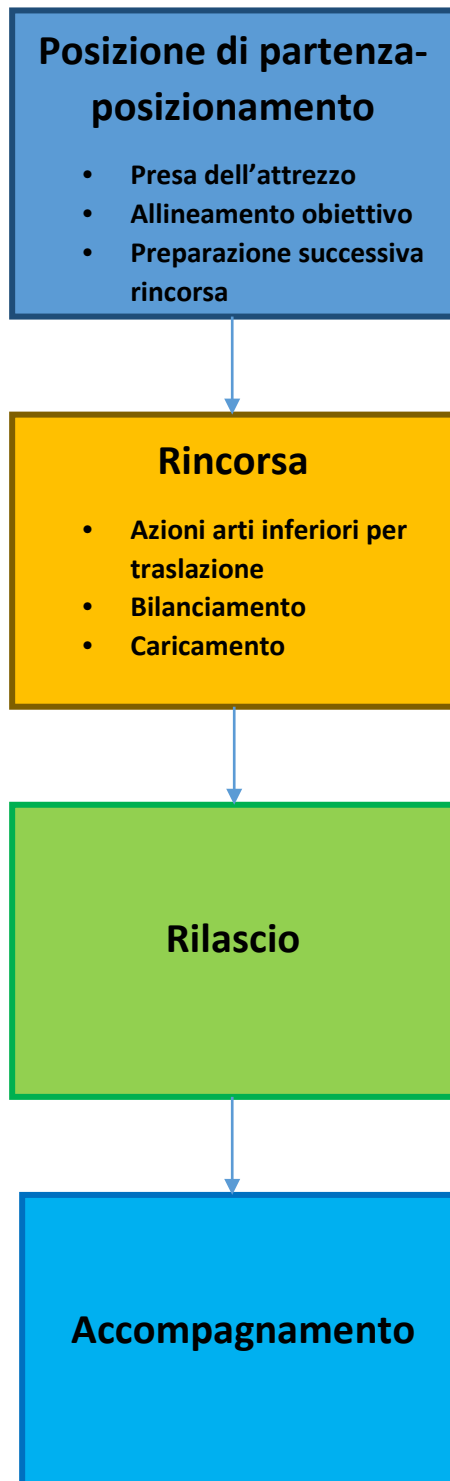 Posizione di partenza-
posizionamento
• Presa dell’attrezzo
• Allineamento obiettivo
• Preparazione successiva
rincorsa
Rincorsa
• Azioni arti inferiori per
traslazione
• Bilanciamento
• Caricamento
Rilascio
Accompagnamento